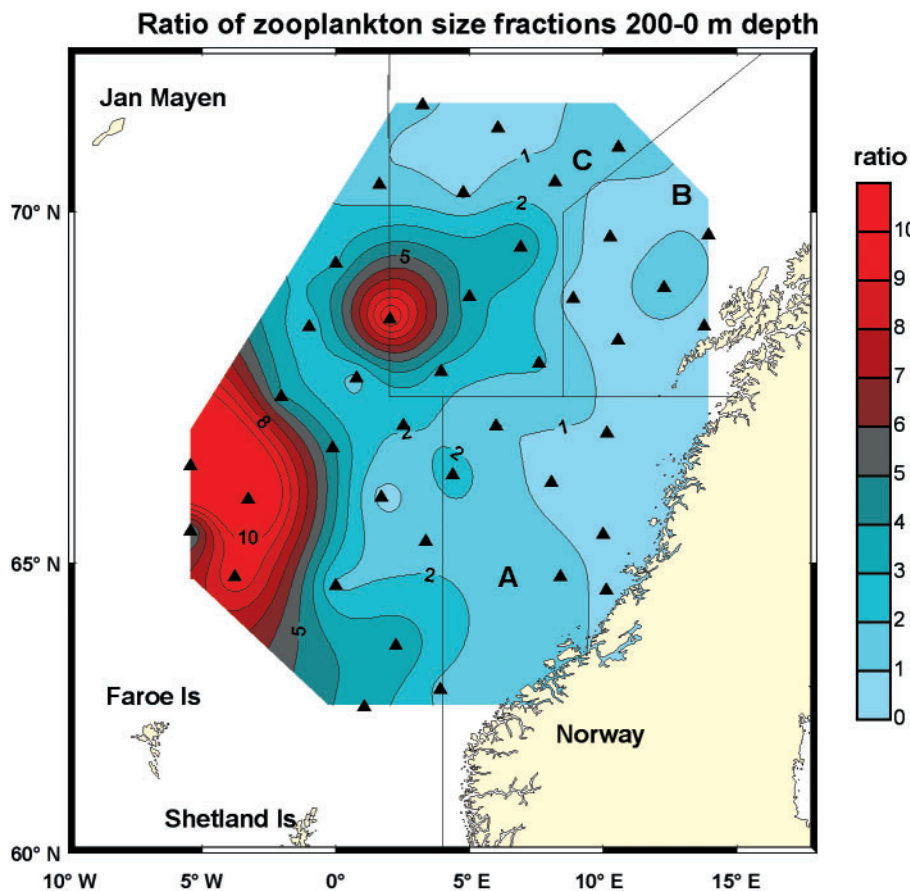 Ratio of zooplankton size fractions 200-0 m depth
Jan Mayen
1
C
ratio
B
2
70° N
10
5
9
8
7
8
6
2
1
5
2
4
10
65° N
3
2
A
2
5
1
0
Faroe Is
Norway
Shetland Is
60° N
10° W
5° W
0°
5° E
10° E
15° E